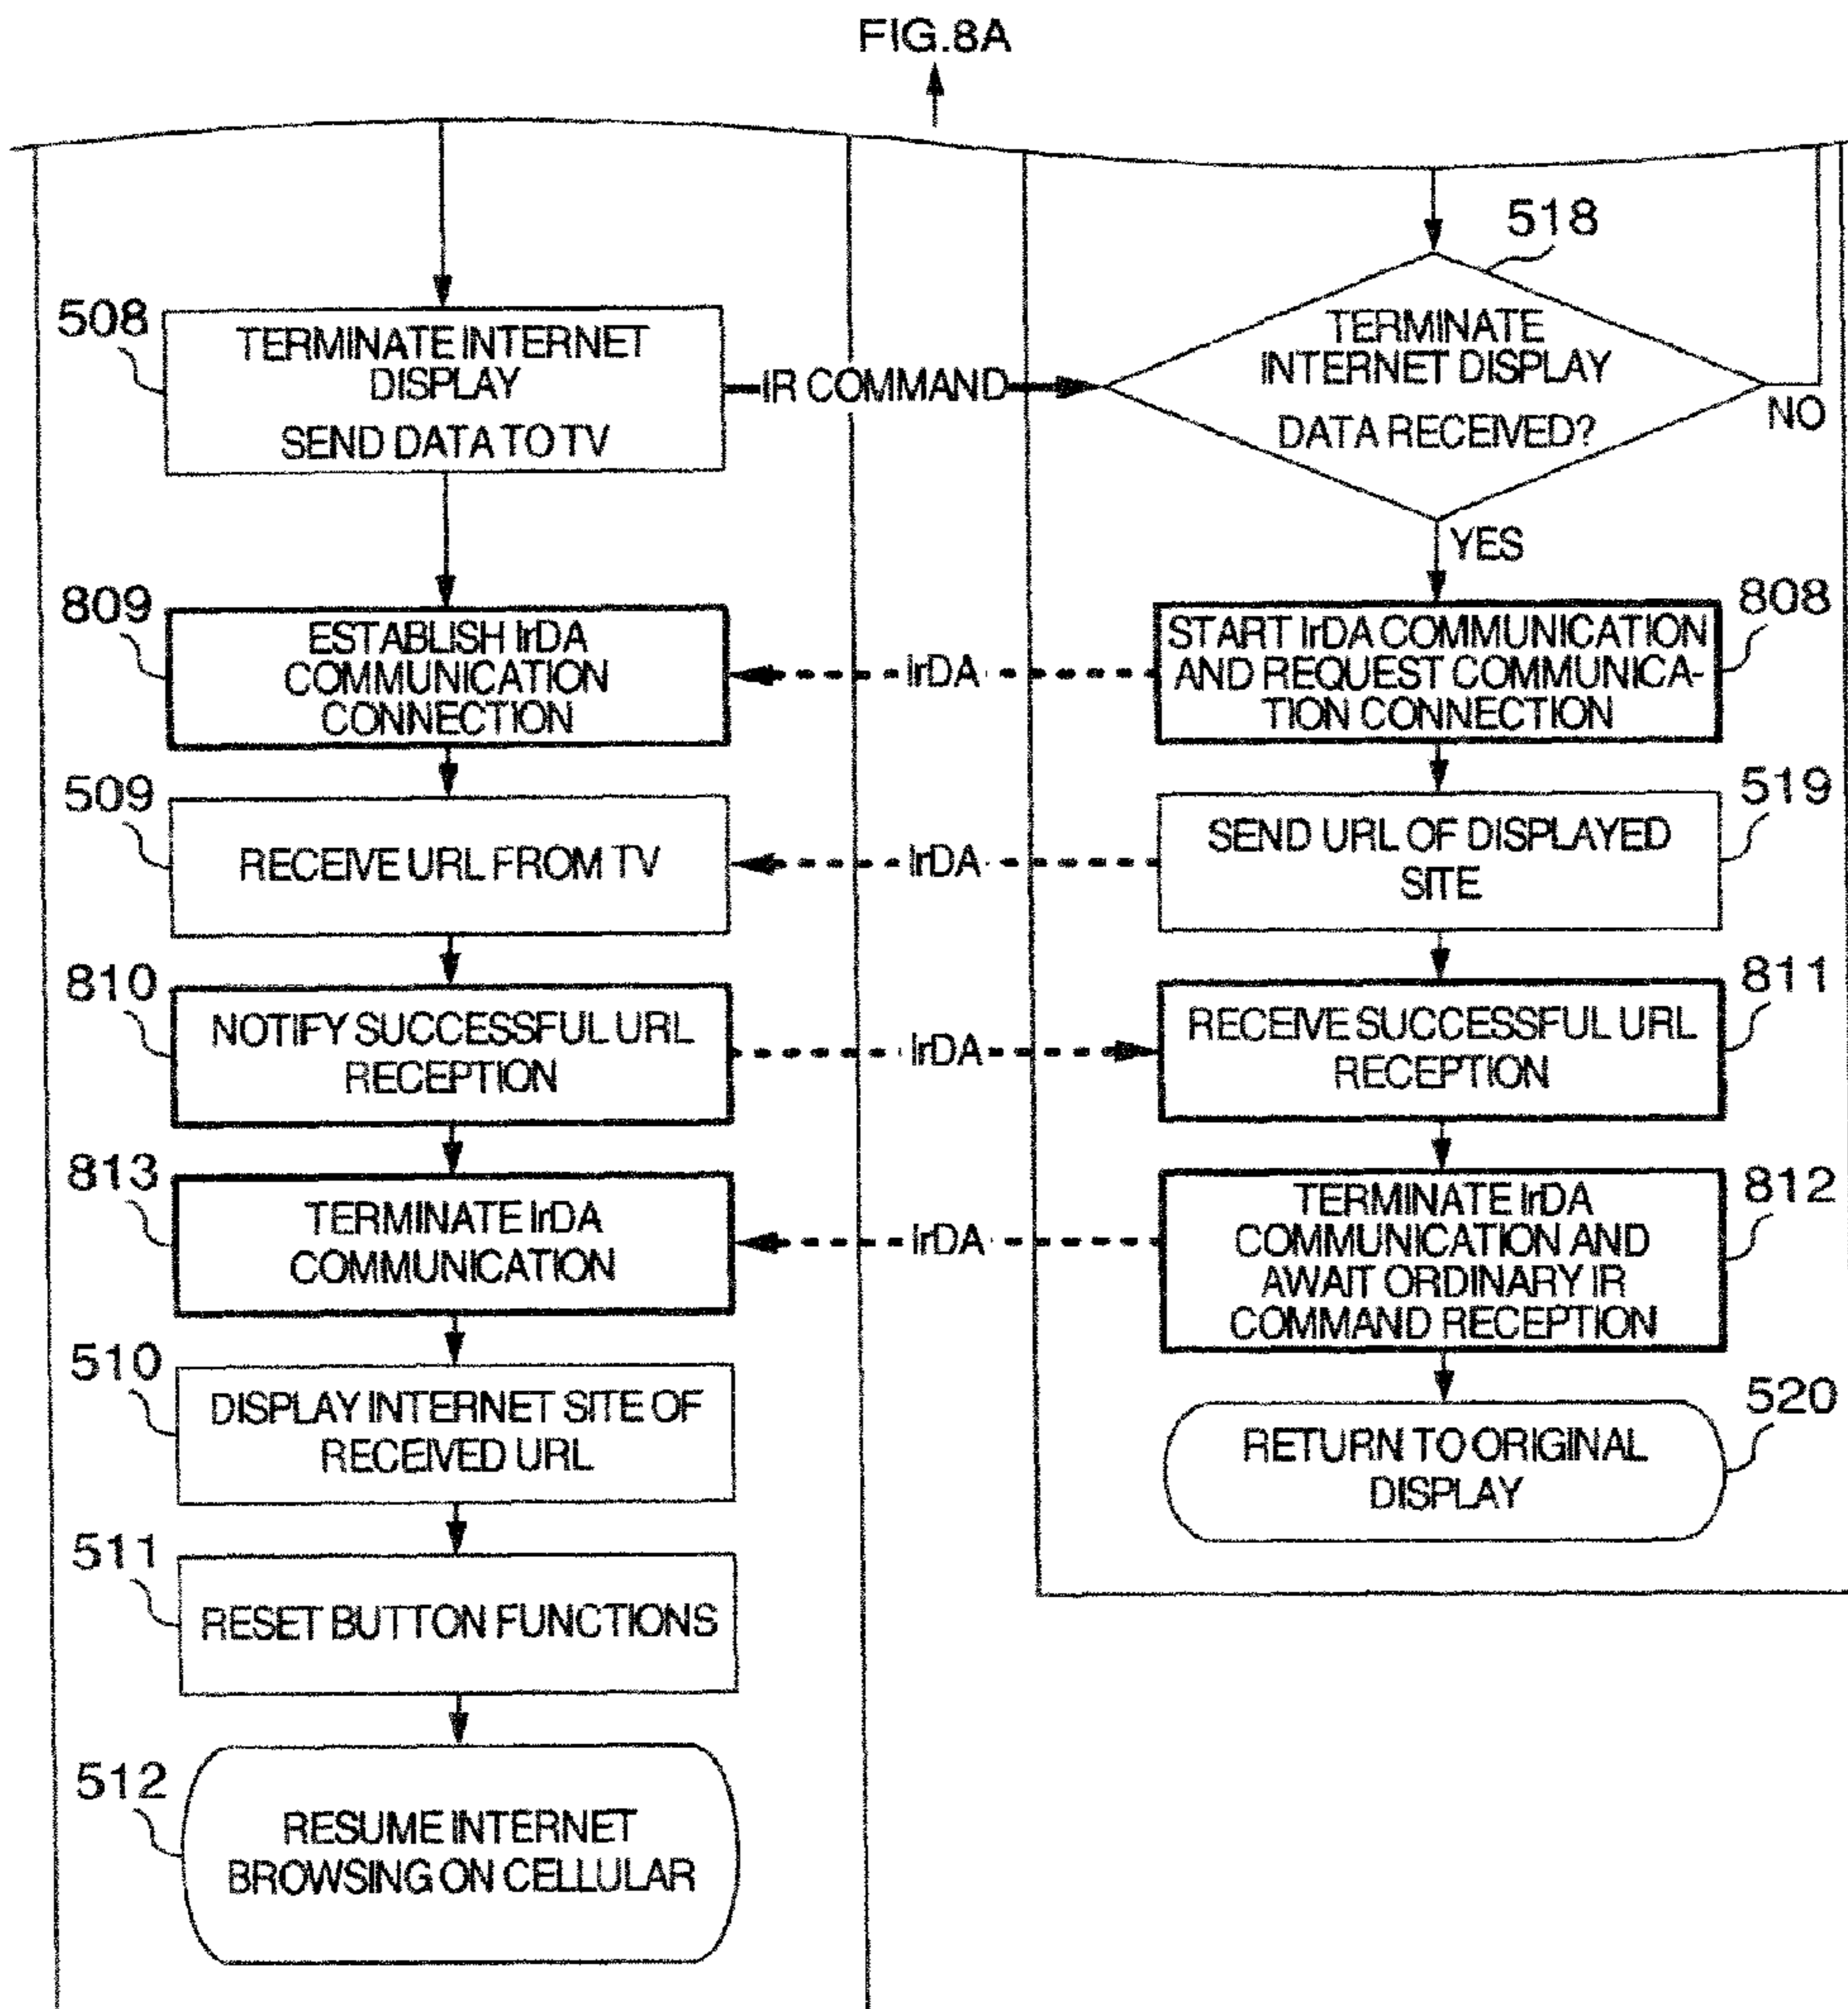 FIG.8A
508
TERMINATE INTERNET
DISPLAY
SEND DATA TO TV
IR COMMAND
518
TERMINATE
INTERNET DISPLAY
DATA RECEIVED?
NO
YES
809
ESTABLISH IrDA
COMMUNICATION
CONNECTION
IrDA
808
START IrDA COMMUNICATION
AND REQUEST COMMUNICA-
TION CONNECTION
509
RECEIVE URL FROM TV
IrDA
519
SEND URL OF DISPLAYED
SITE
810
NOTIFY SUCCESSFUL URL
RECEPTION
IrDA
811
RECEIVE SUCCESSFUL URL
RECEPTION
813
TERMINATE IrDA
COMMUNICATION
IrDA
812
TERMINATE IrDA
COMMUNICATION AND
AWAIT ORDINARY IR
COMMAND RECEPTION
510
DISPLAY INTERNET SITE OF
RECEIVED URL
520
RETURN TO ORIGINAL
DISPLAY
511
RESET BUTTON FUNCTIONS
512
RESUME INTERNET
BROWSING ON CELLULAR